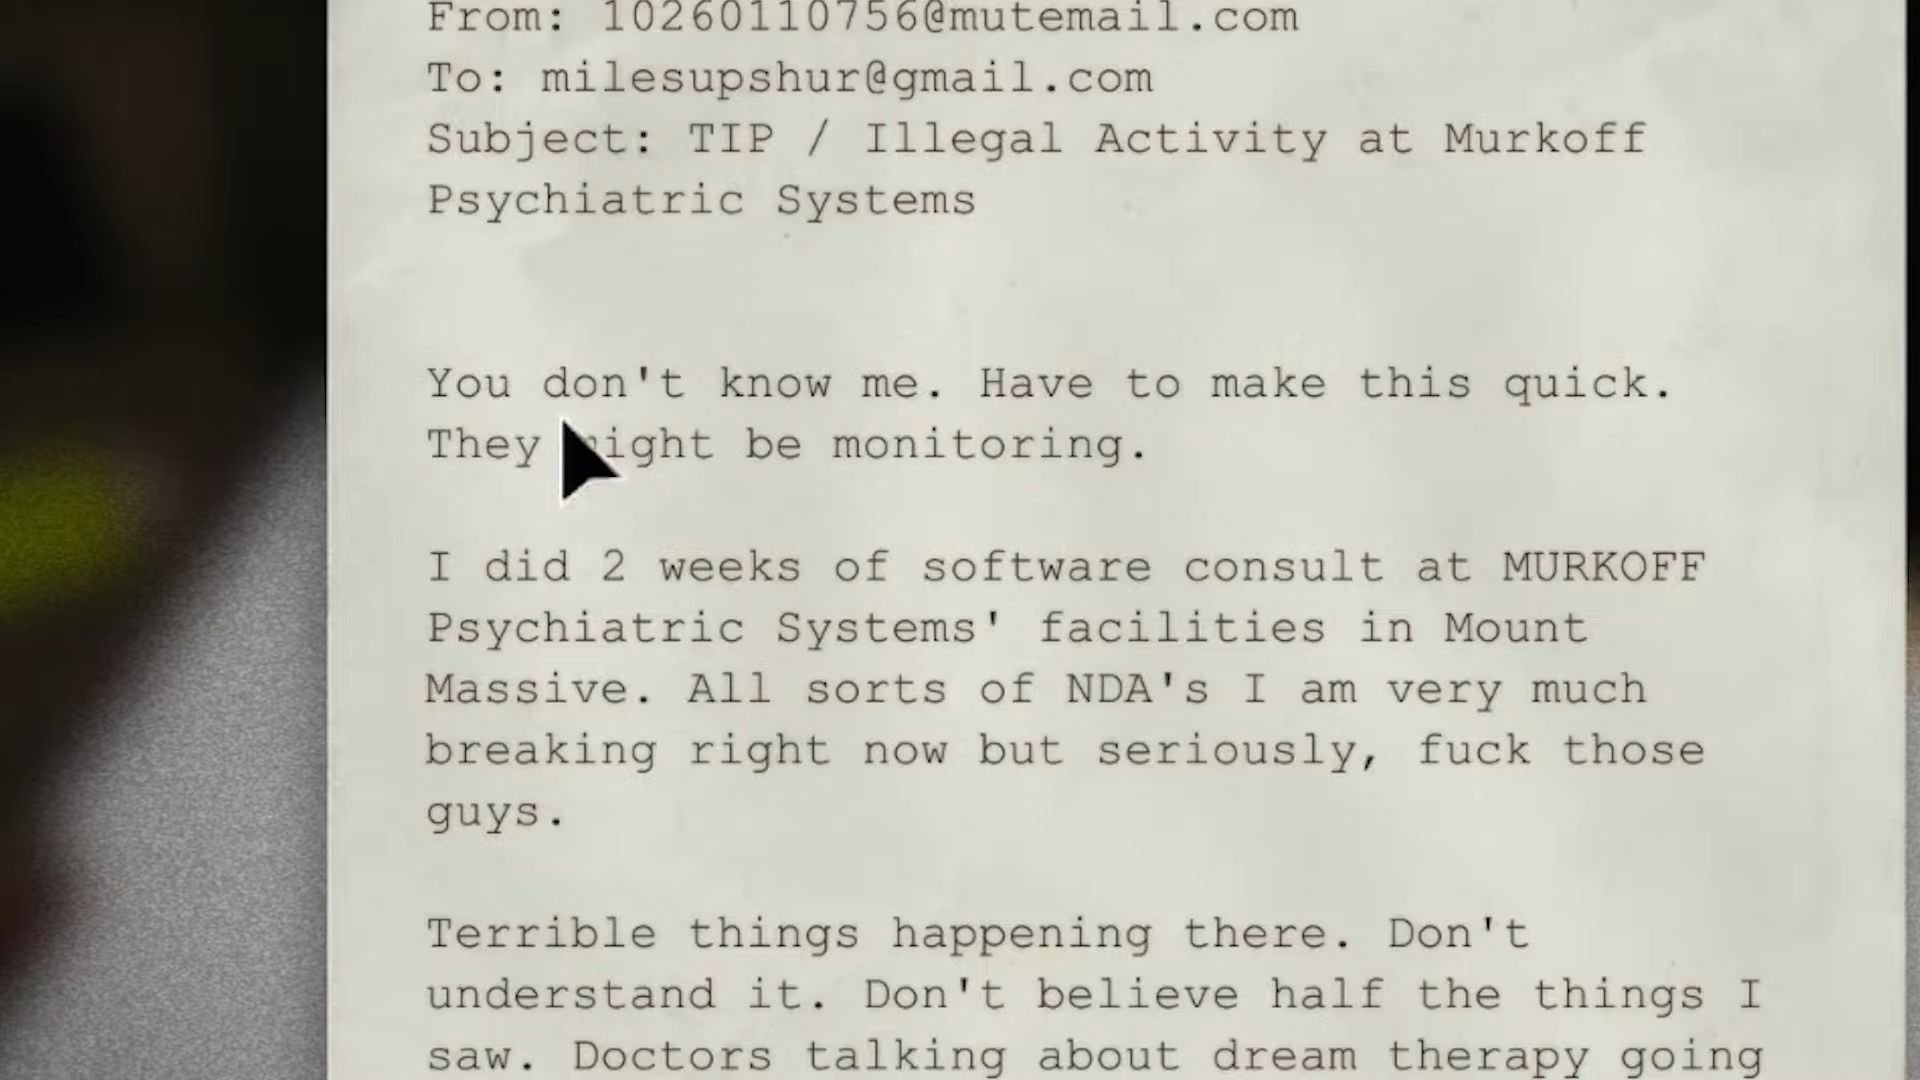 From: 10260110756@mutemail.com
To: milesupshur@gmail.com
Subject: TIP / Illegal Activity at Murkoff
Psychiatric Systems
You don't know me. Have to make this quick.
They might be monitoring.
I did 2 weeks of software consult at MURKOFF
Psychiatric Systems' facilities in Mount
Massive. All sorts of NDA's I am very much
breaking right now but seriously, fuck those
guys.
Terrible things happening there. Don't
understand it. Don't believe half the things I
saw. Doctors talking about dream therapy going